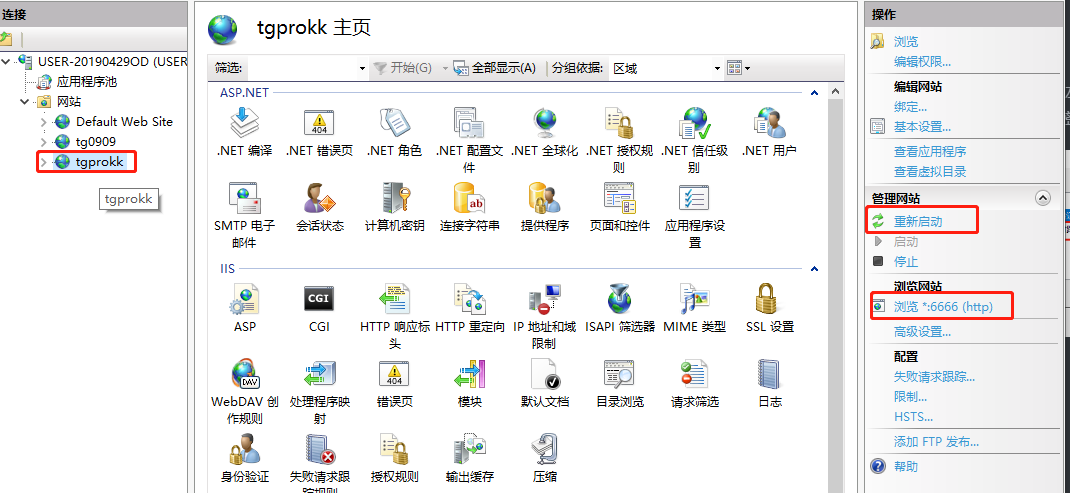 连接
USER-20190429OD (USER
应用程序池
网站
Default Web Site
tg0909
tgprokk
tgprokk
tgprokk 主页
筛选:
开始(G)
全部显示(A)
分组依据:
区域
ASP.NET
.NET 编译
.NET 错误页
.NET 角色
.NET 配置文
件
.NET 全球化
.NET 授权规
则
.NET 信任级
别
.NET 用户
SMTP 电子
邮件
会话状态
计算机密钥
连接字符串
提供程序
页面和控件
应用程序设
置
IIS
ASP
CGI
HTTP 响应标
头
HTTP 重定向
IP 地址和域
限制
ISAPI 筛选器
MIME 类型
SSL 设置
WebDAV 创
作规则
处理程序映
射
错误页
模块
默认文档
目录浏览
请求筛选
日志
身份验证
失败请求跟
踪规则
授权规则
输出缓存
压缩
操作
浏览
编辑权限...
编辑网站
绑定...
基本设置...
查看应用程序
查看虚拟目录
管理网站
重新启动
启动
停止
浏览网站
浏览 *:6666 (http)
高级设置...
配置
失败请求跟踪...
限制...
HSTS...
添加 FTP 发布...
帮助